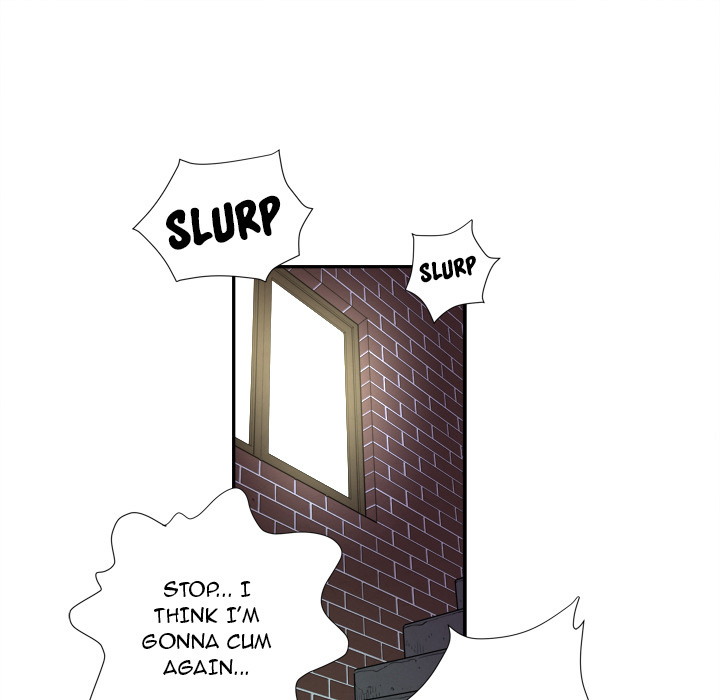 SLURP
SLURP
STOP... I
THINK I'M
GONNA CUM
AGAIN...